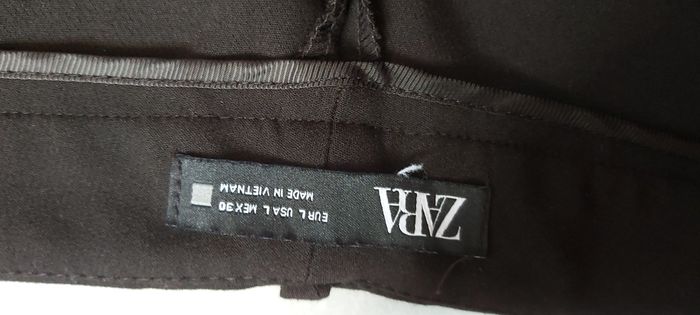 ZARA
EUR L USA L MEX 30
MADE IN VIETNAM